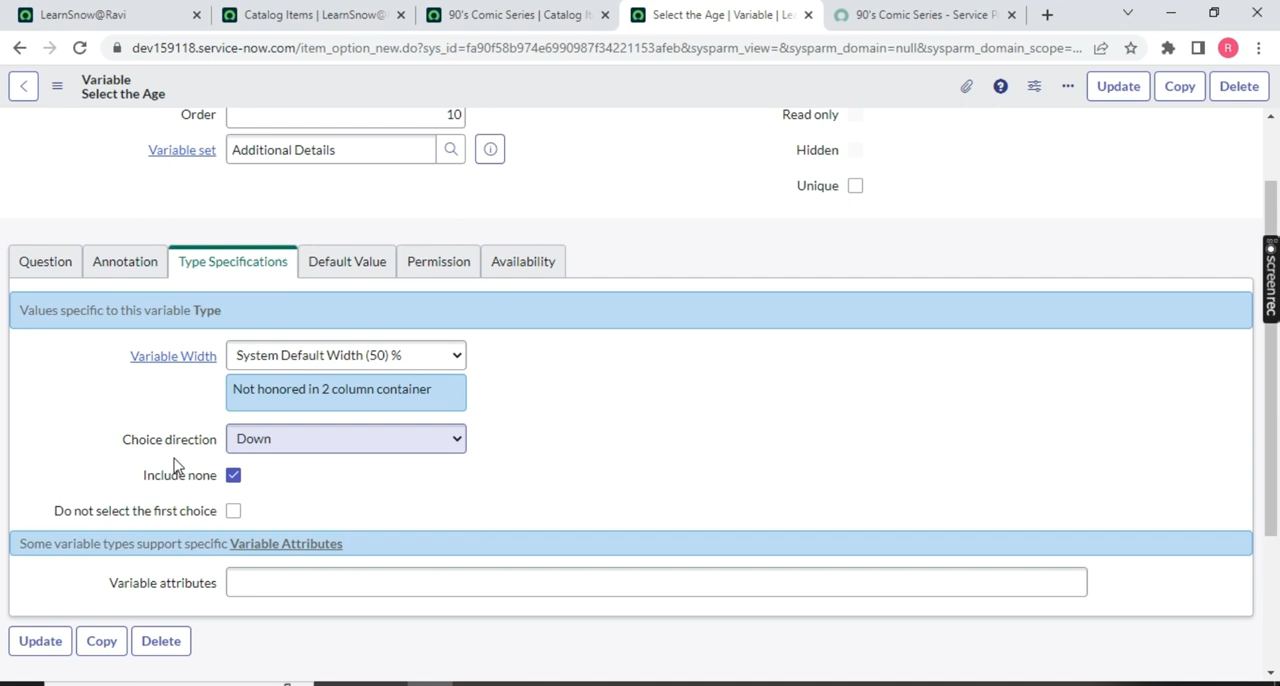 LearnSnow@Ravi
Catalog Items | LearnSnow@
90's Comic Series | Catalog It
Select the Age | Variable | Le
90's Comic Series - Service P
dev159118.service-now.com/item_option_new.do?sys_id=fa90f58b974e6990987f34221153afeb&sysparm_view=&sysparm_domain=null&sysparm_domain_scope=...
R
Variable
Select the Age
Update
Copy
Delete
Order 10
Read only
Variable set Additional Details
Hidden
Unique
Question Annotation Type Specifications Default Value Permission Availability
Values specific to this variable Type
Variable Width System Default Width (50) %
Not honored in 2 column container
Choice direction Down
Include none
Do not select the first choice
Some variable types support specific Variable Attributes
Variable attributes
Update Copy Delete
screenrec